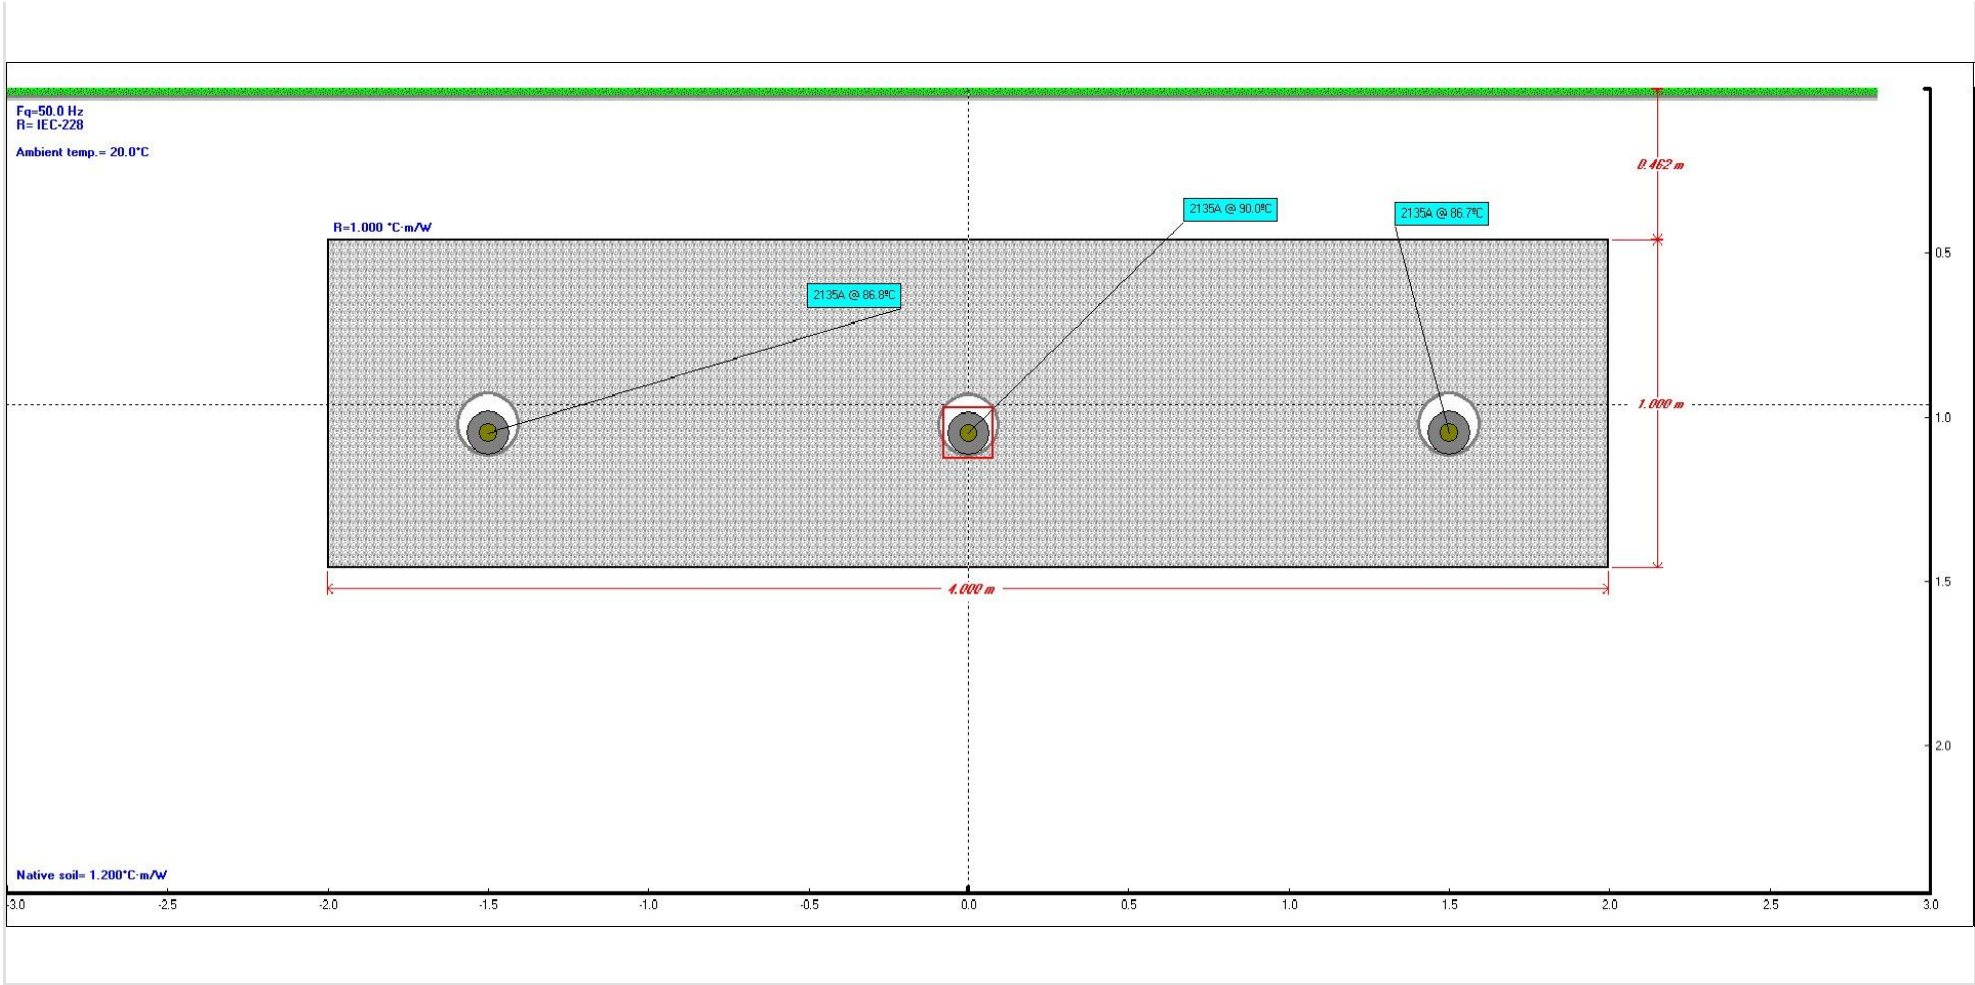 Fq=50.0 Hz
R= IEC-228
Ambient temp.= 20.0°C
0.462 m
2135A @ 90.0ºC
2135A @ 86.7ºC
R=1.000 °C·m/W
0.5
2135A @ 86.8ºC
1.000 m
1.0
1.5
4.000 m
2.0
Native soil= 1.200°C·m/W
-3.0 -2.5 -2.0 -1.5 -1.0 -0.5 0.0 0.5 1.0 1.5 2.0 2.5 3.0